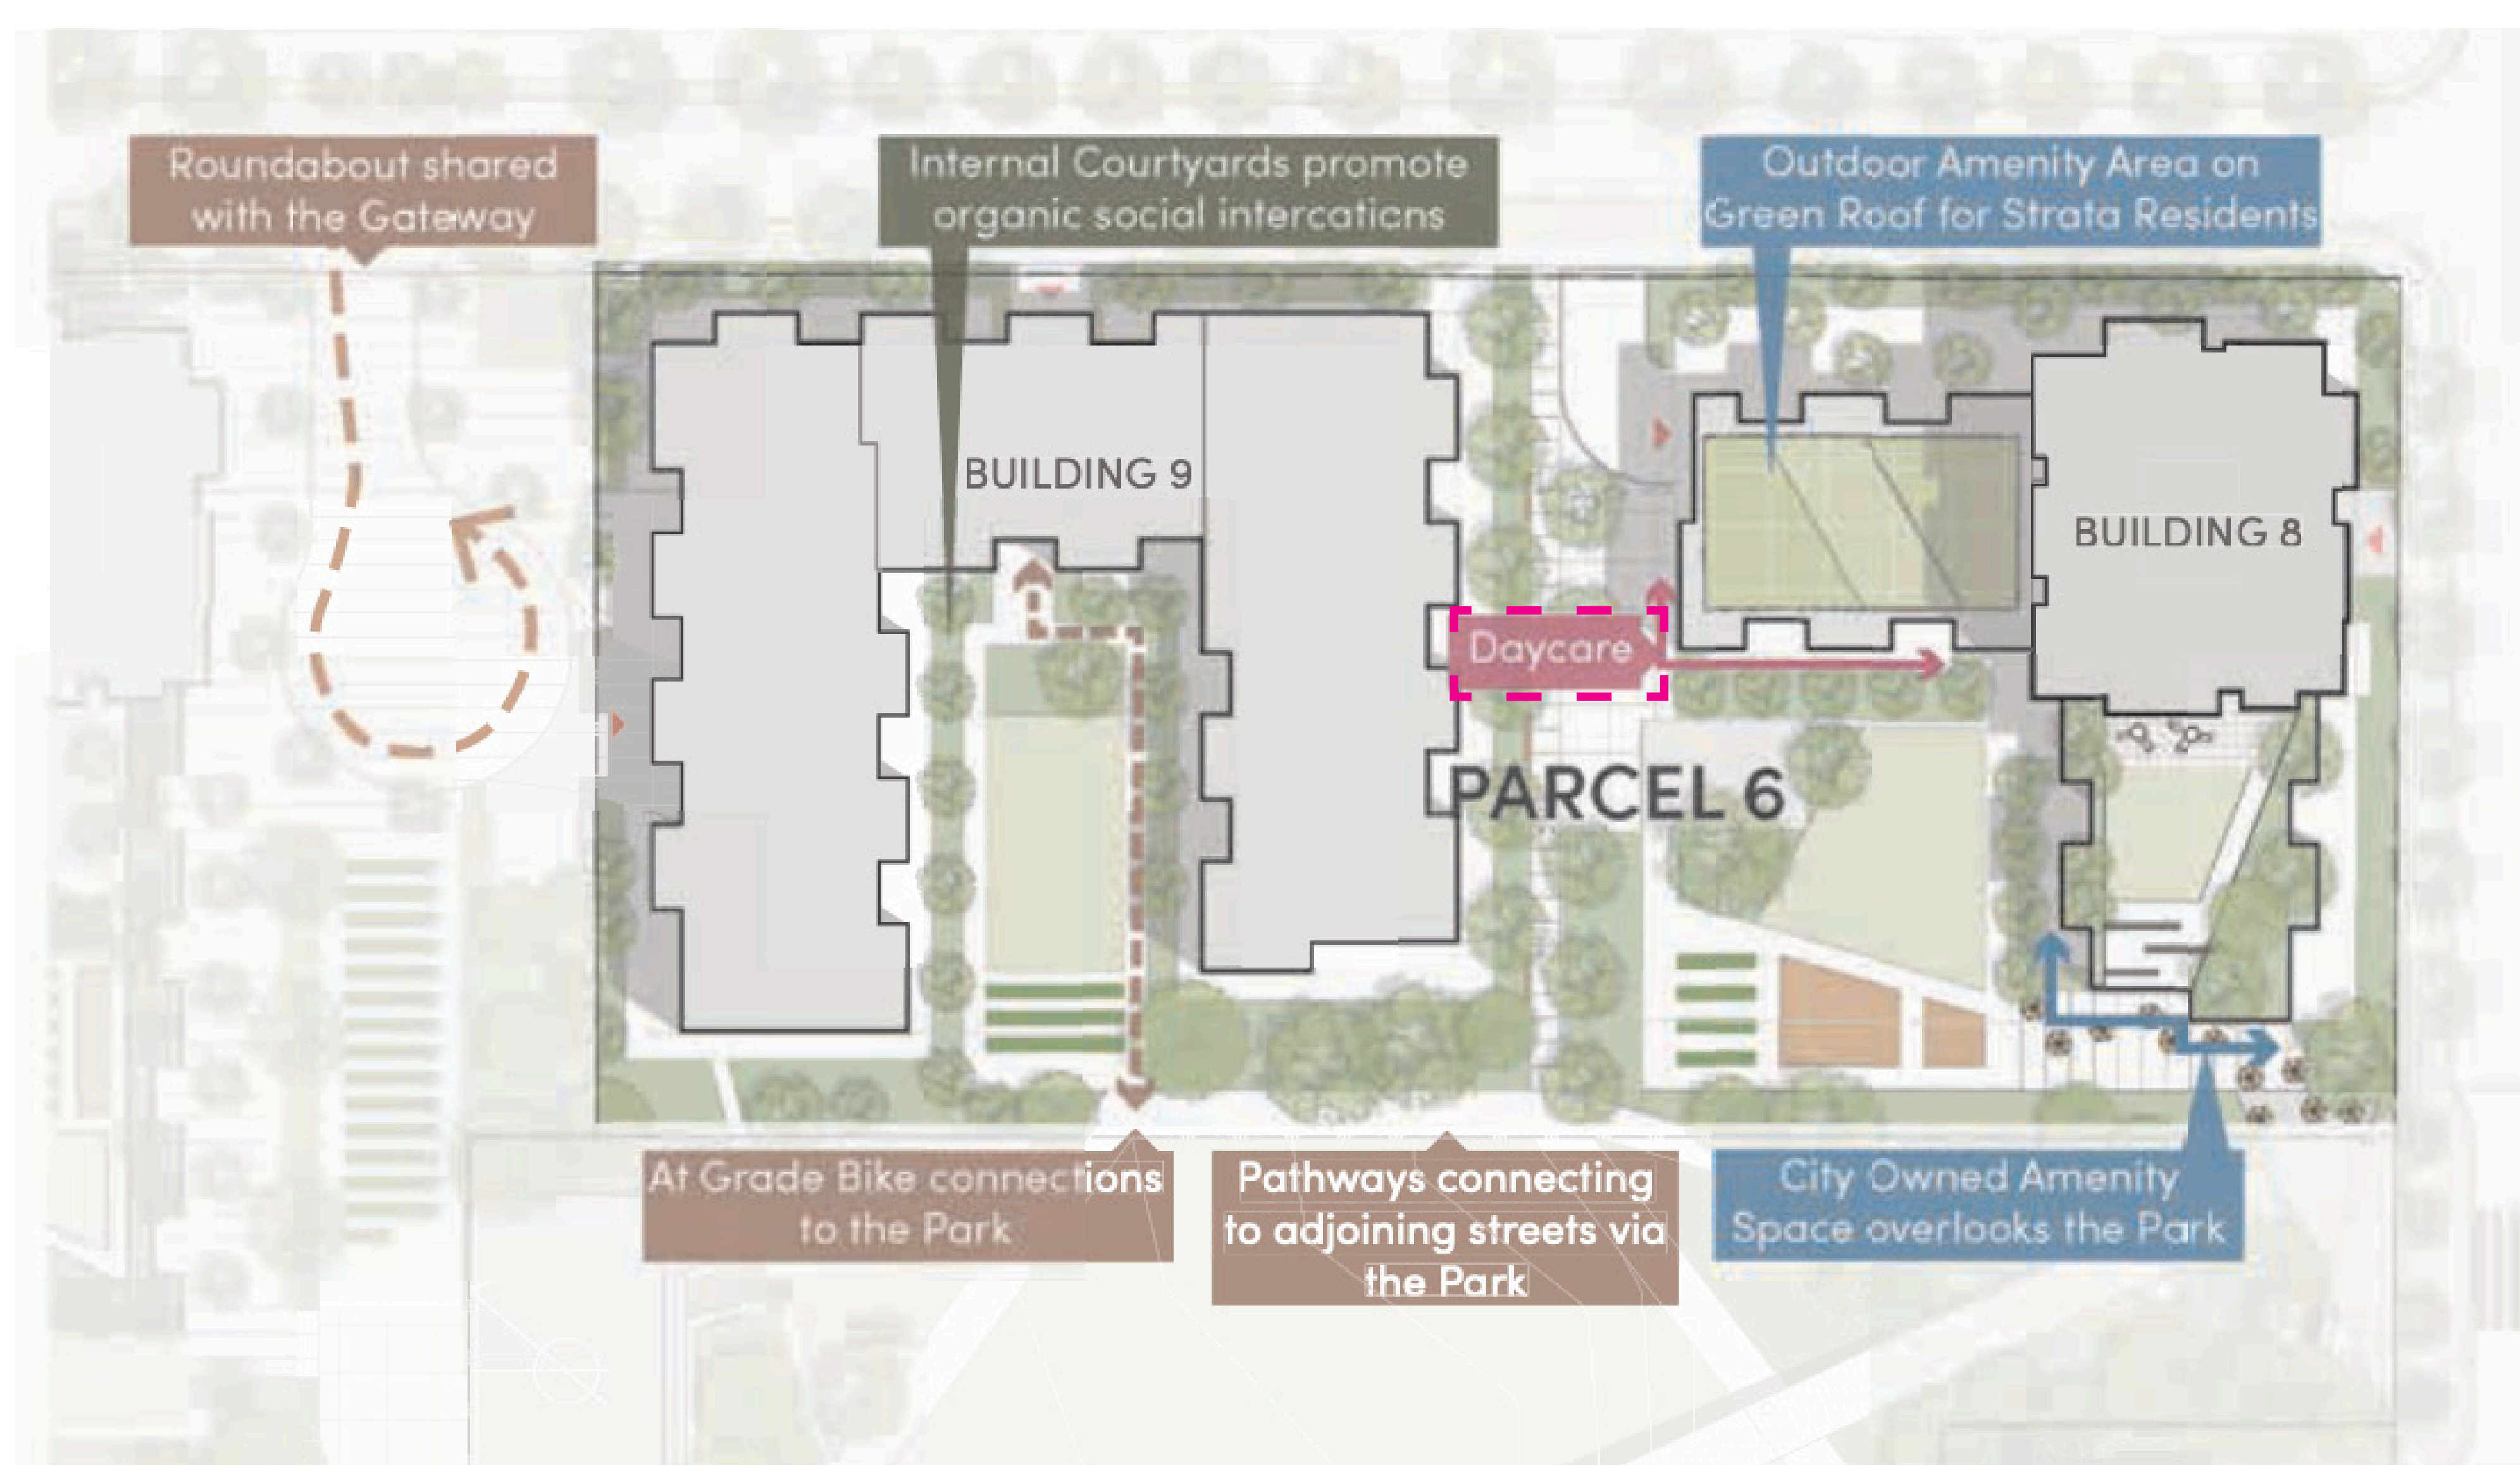 Roundabout shared
with the Gateway
Internal Courtyards promote
organic social intercations
Outdoor Amenity Area on
Green Roof for Strata Residents
BUILDING 9
BUILDING 8
Daycare
PARCEL 6
At Grade Bike connections
to the Park
Pathways connecting
to adjoining streets via
the Park
City Owned Amenity
Space overlooks the Park